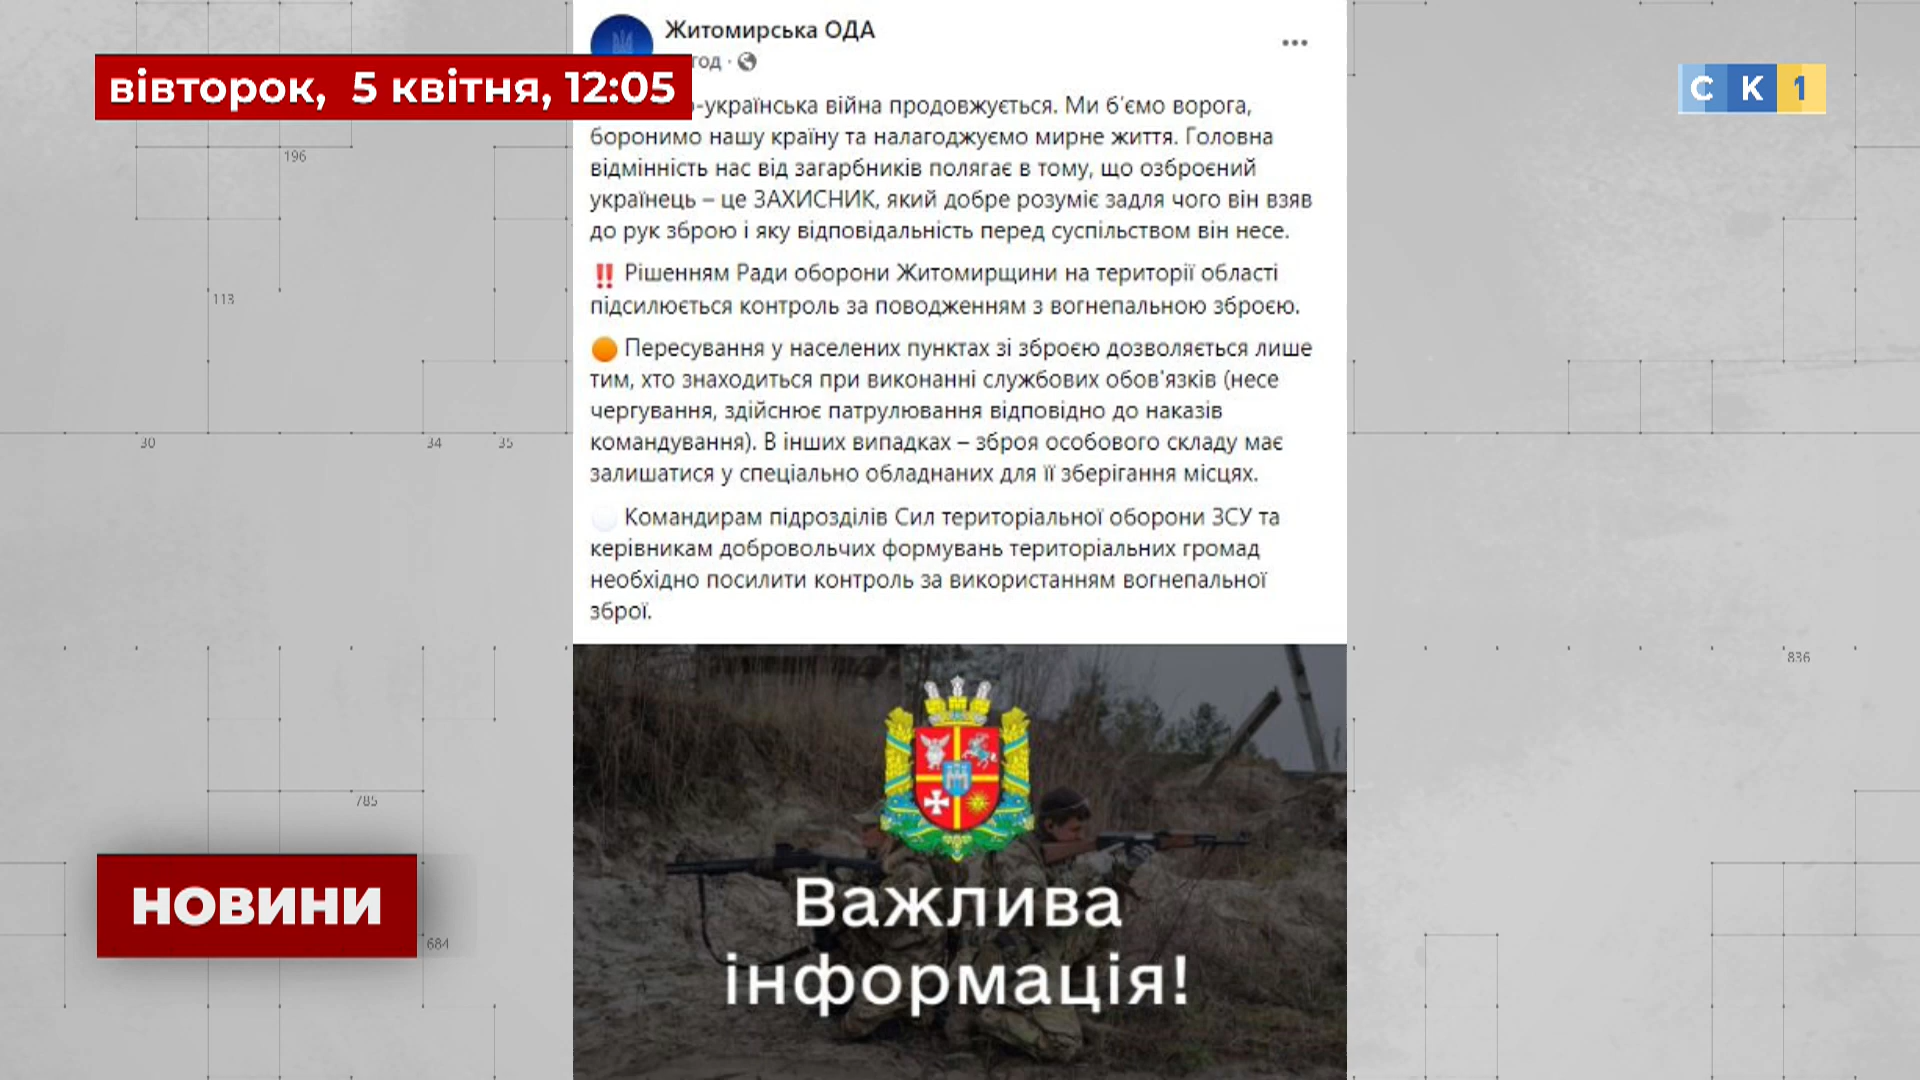 Житомирська ОДА
год ·
вівторок, 5 квітня, 12:05
СК1
-українська війна продовжується. Ми б'ємо ворога,
боронимо нашу країну та налагоджуємо мирне життя. Головна
відмінність нас від загарбників полягає в тому, що озброєний
українець – це ЗАХИСНИК, який добре розуміє задля чого він взяв
до рук зброю і яку відповідальність перед суспільством він несе.
‼ Рішенням Ради оборони Житомирщини на території області
підсилюється контроль за поводженням з вогнепальною зброєю.
Пересування у населених пунктах зі зброєю дозволяється лише
тим, хто знаходиться при виконанні службових обов'язків (несе
чергування, здійснює патрулювання відповідно до наказів
командування). В інших випадках – зброя особового складу має
залишатися у спеціально обладнаних для її зберігання місцях.
Командирам підрозділів Сил територіальної оборони ЗСУ та
керівникам добровольчих формувань територіальних громад
необхідно посилити контроль за використанням вогнепальної
зброї.
Важлива
інформація!
НОВИНИ
196
113
30
34
35
785
684
836